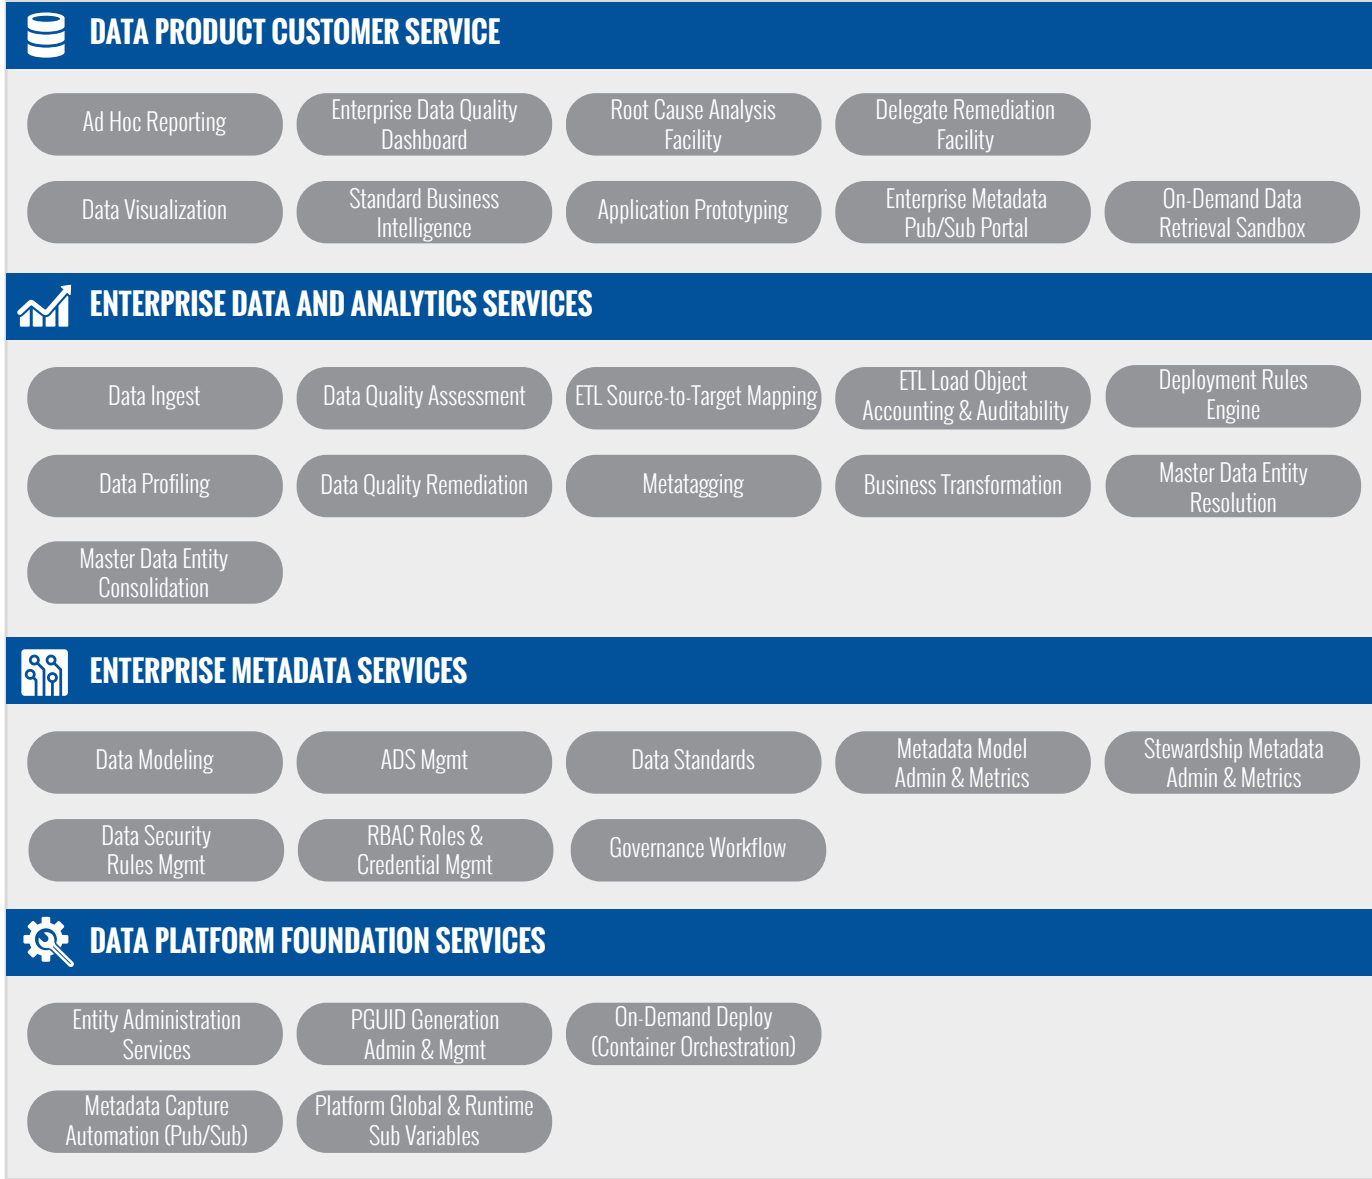 DATA PRODUCT CUSTOMER SERVICE
Ad Hoc Reporting
Enterprise Data Quality
Dashboard
Root Cause Analysis
Facility
Delegate Remediation
Facility
Data Visualization
Standard Business
Intelligence
Application Prototyping
Enterprise Metadata
Pub/Sub Portal
On-Demand Data
Retrieval Sandbox
ENTERPRISE DATA AND ANALYTICS SERVICES
Data Ingest
Data Quality Assessment
ETL Source-to-Target Mapping
ETL Load Object
Accounting & Auditability
Deployment Rules
Engine
Data Profiling
Data Quality Remediation
Metatagging
Business Transformation
Master Data Entity
Resolution
Master Data Entity
Consolidation
ENTERPRISE METADATA SERVICES
Data Modeling
ADS Mgmt
Data Standards
Metadata Model
Admin & Metrics
Stewardship Metadata
Admin & Metrics
Data Security
Rules Mgmt
RBAC Roles &
Credential Mgmt
Governance Workflow
DATA PLATFORM FOUNDATION SERVICES
Entity Administration
Services
PGUID Generation
Admin & Mgmt
On-Demand Deploy
(Container Orchestration)
Metadata Capture
Automation (Pub/Sub)
Platform Global & Runtime
Sub Variables